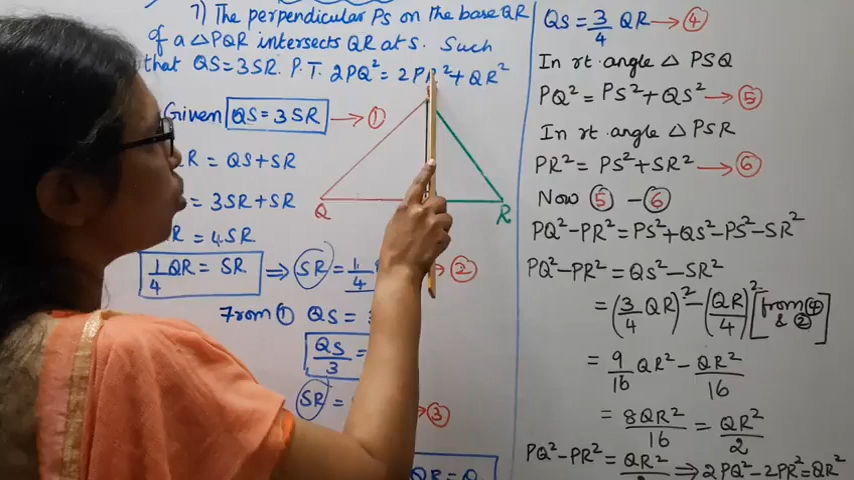 7) The perpendicular PS on the base QR
of a △PQR intersects QR at S. Such
that QS = 3SR. P.T. 2PQ² = 2P ² + QR²
Given QS = 3SR → ①
R = QS + SR
= 3SR + SR
R = 4SR
1/4 QR = SR ⇒ SR = 1/4 ②
From ① QS =
QS/3 =
SR = ③
QR =
Q
R
QS = 3/4 QR → ④
In rt. angle △ PSQ
PQ² = PS² + QS² → ⑤
In rt. angle △ PSR
PR² = PS² + SR² → ⑥
Now ⑤ - ⑥
PQ² - PR² = PS² + QS² - PS² - SR²
PQ² - PR² = QS² - SR²
= (3/4 QR)² - (QR/4)² [from ④ & ②]
= 9/16 QR² - QR²/16
= 8QR²/16 = QR²/2
PQ² - PR² = QR²/2 ⇒ 2PQ² - 2PR² = QR²